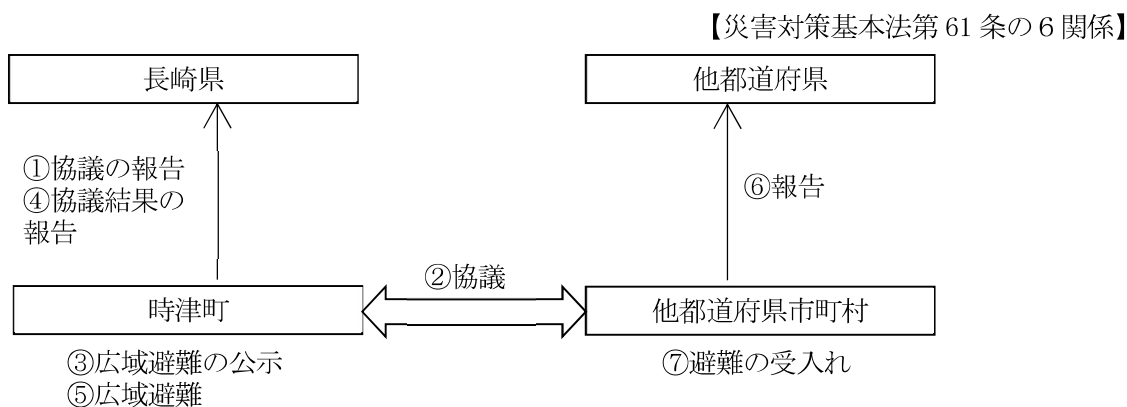 【災害対策基本法第 61 条の 6 関係】
長崎県
他都道府県
①協議の報告
④協議結果の
報告
⑥報告
②協議
時津町
他都道府県市町村
③広域避難の公示
⑤広域避難
⑦避難の受入れ